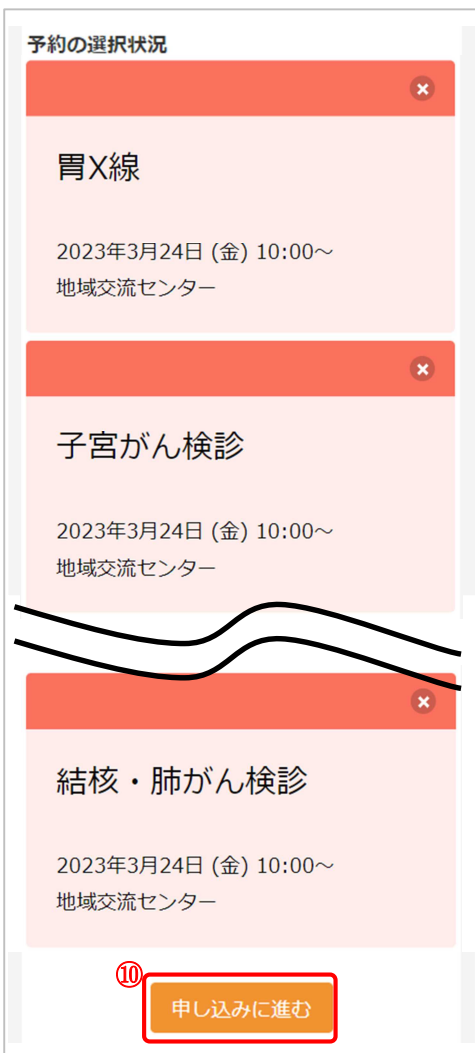 予約の選択状況
胃X線
2023年3月24日 (金) 10:00～
地域交流センター
子宮がん検診
2023年3月24日 (金) 10:00～
地域交流センター
結核・肺がん検診
2023年3月24日 (金) 10:00～
地域交流センター
⑩
申し込みに進む